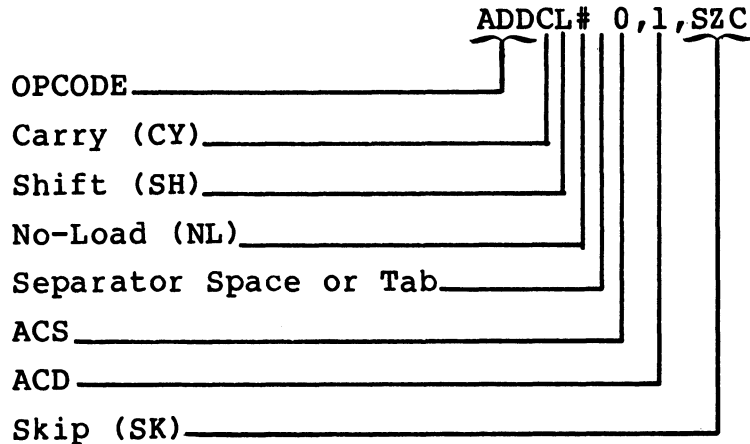 ADDCL# 0,1,SZC
OPCODE
Carry (CY)
Shift (SH)
No-Load (NL)
Separator Space or Tab
ACS
ACD
Skip (SK)